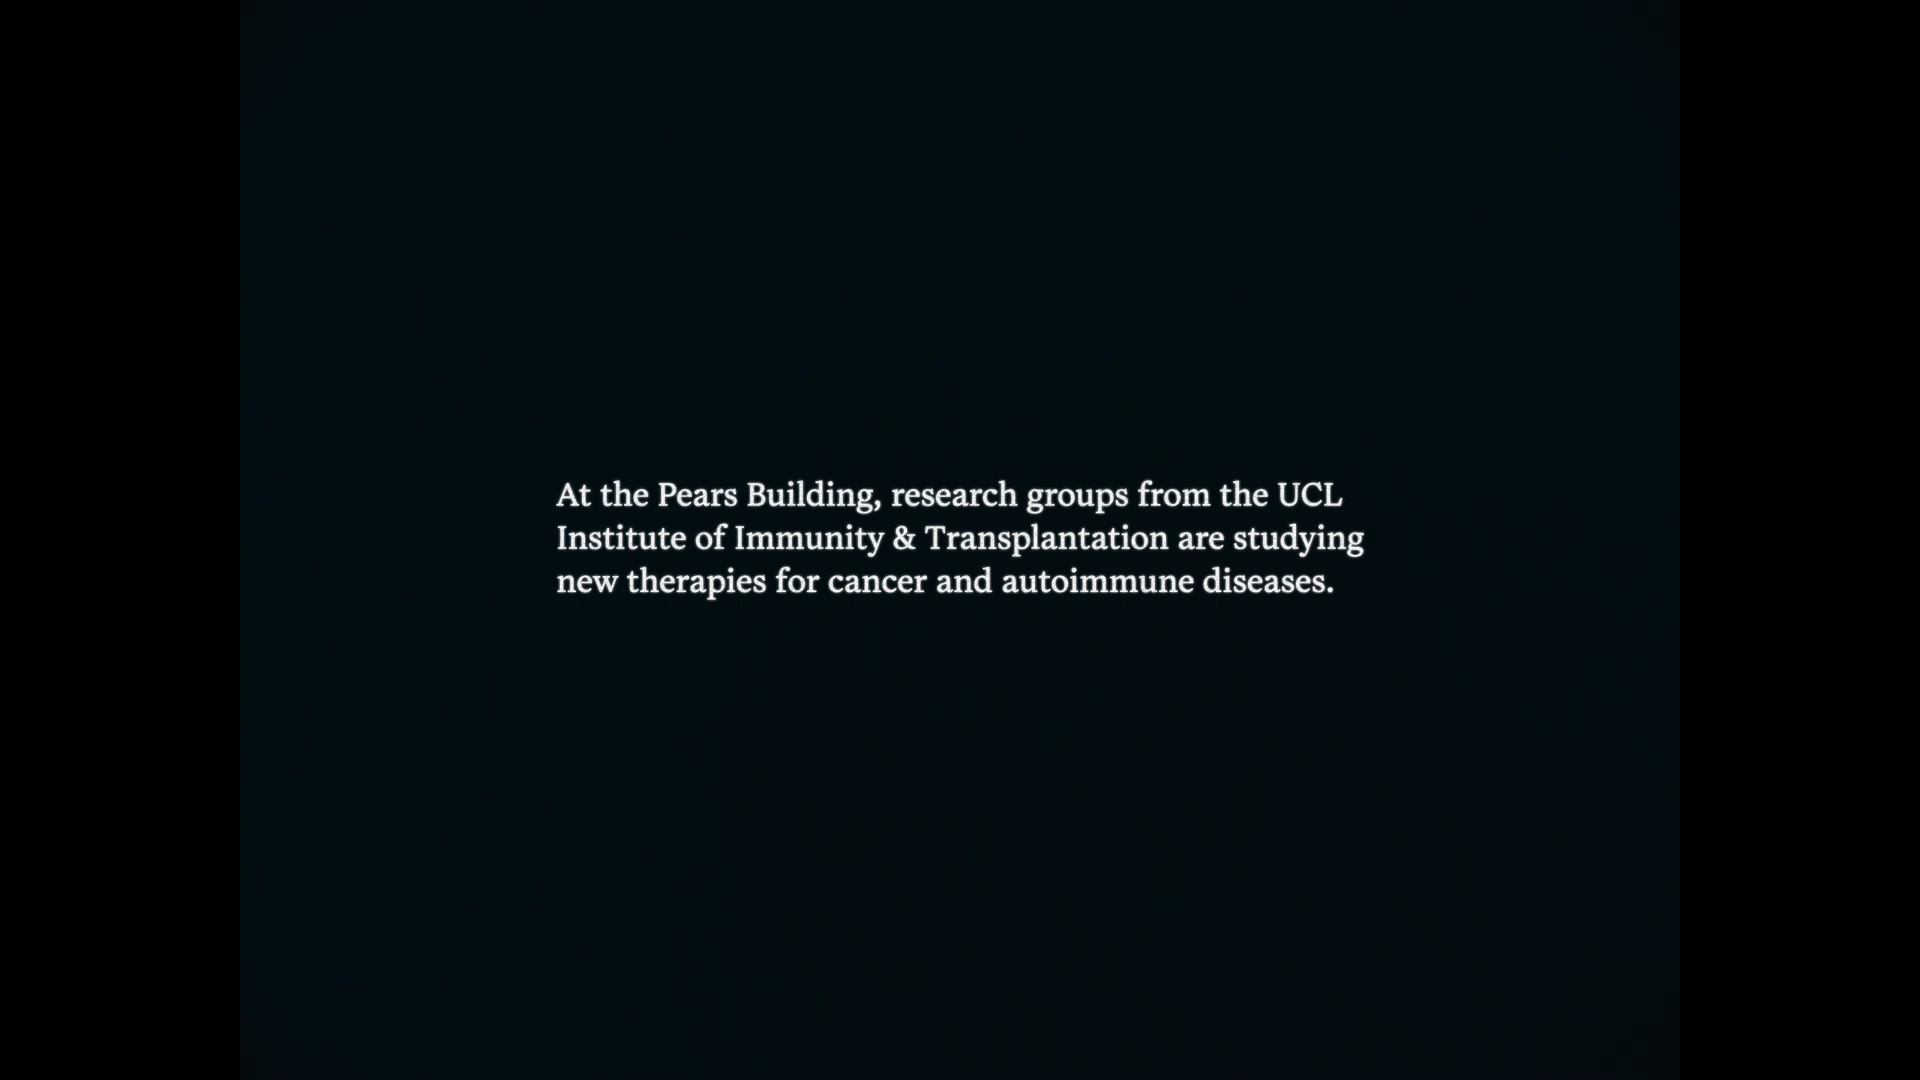 At the Pears Building, research groups from the UCL
Institute of Immunity & Transplantation are studying
new therapies for cancer and autoimmune diseases.